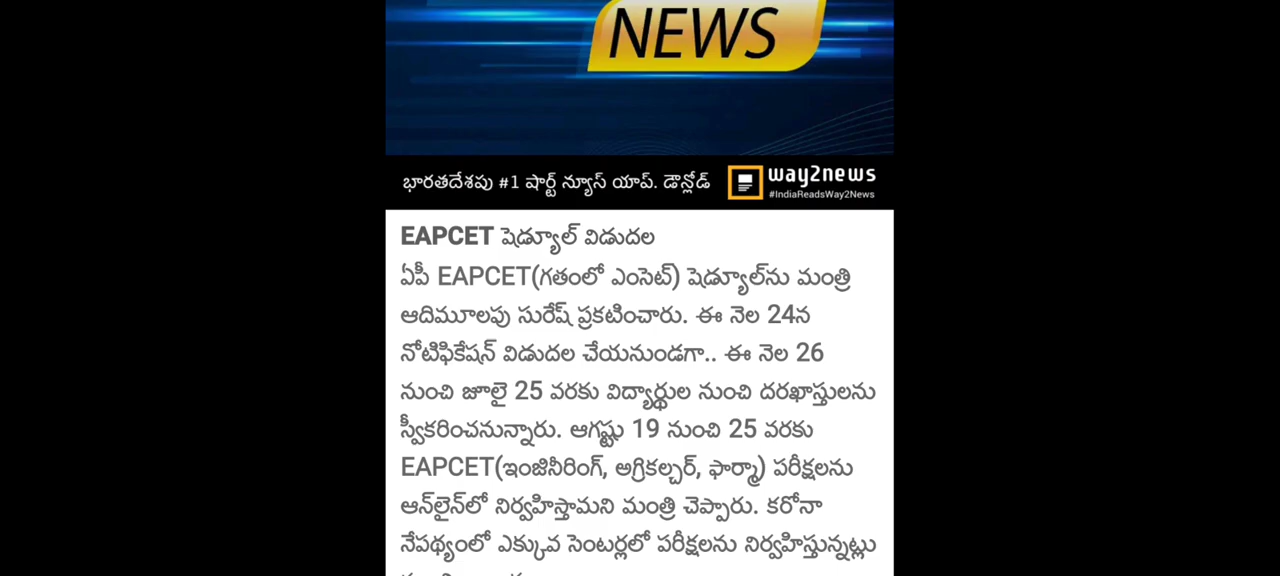 NEWS
భారతదేశపు #1 షార్ట్ న్యూస్ యాప్. డౌన్లోడ్
way2news
#IndiaReadsWay2News
EAPCET షెడ్యూల్ విడుదల
ఏపీ EAPCET(గతంలో ఎంసెట్) షెడ్యూల్‌ను మంత్రి
ఆదిమూలపు సురేష్ ప్రకటించారు. ఈ నెల 24న
నోటిఫికేషన్ విడుదల చేయనుండగా.. ఈ నెల 26
నుంచి జూలై 25 వరకు విద్యార్థుల నుంచి దరఖాస్తులను
స్వీకరించనున్నారు. ఆగష్టు 19 నుంచి 25 వరకు
EAPCET(ఇంజినీరింగ్, అగ్రికల్చర్, ఫార్మా) పరీక్షలను
ఆన్‌లైన్‌లో నిర్వహిస్తామని మంత్రి చెప్పారు. కరోనా
నేపథ్యంలో ఎక్కువ సెంటర్లలో పరీక్షలను నిర్వహిస్తున్నట్లు